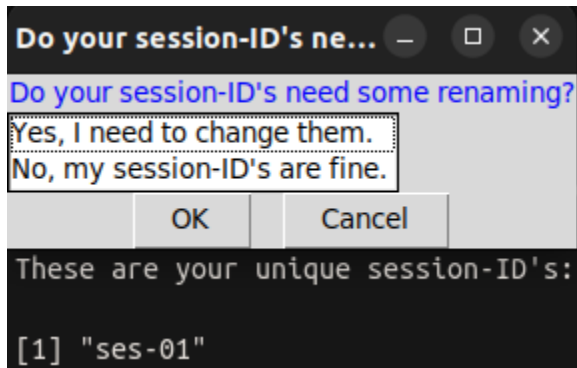 Do your session-ID's ne...
Do your session-ID's need some renaming?
Yes, I need to change them.
No, my session-ID's are fine.
OK Cancel
These are your unique session-ID's:
[1] "ses-01"